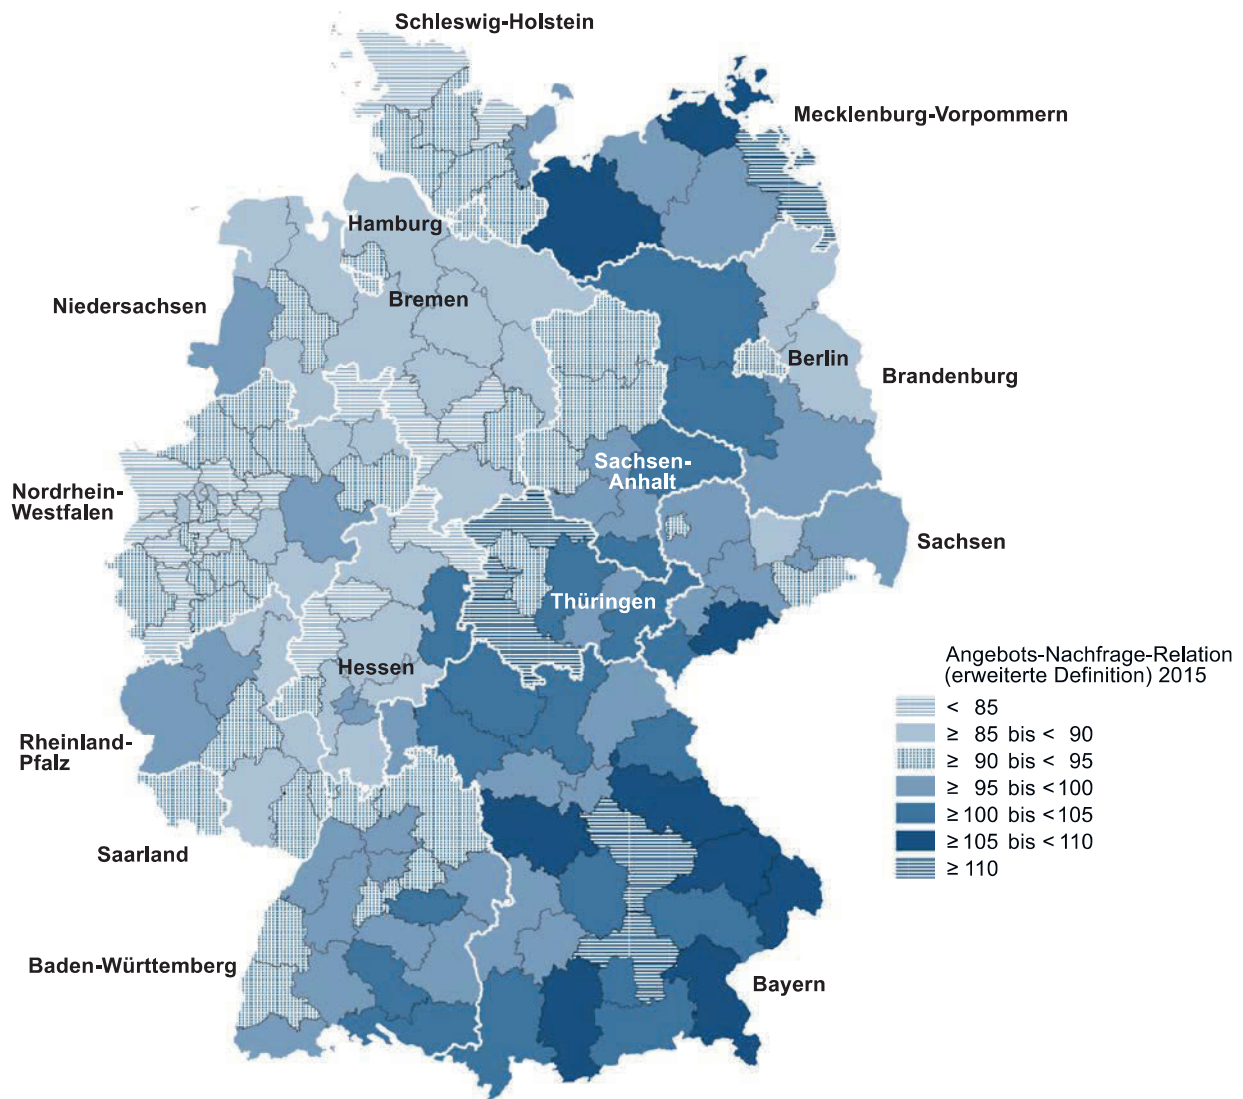 Schleswig-Holstein
Mecklenburg-Vorpommern
Hamburg
Niedersachsen
Bremen
Berlin
Brandenburg
Sachsen-
Anhalt
Nordrhein-
Westfalen
Sachsen
Thüringen
Hessen
Rheinland-
Pfalz
Saarland
Baden-Württemberg
Bayern
Angebots-Nachfrage-Relation
(erweiterte Definition) 2015
< 85
≥ 85 bis < 90
≥ 90 bis < 95
≥ 95 bis <100
≥100 bis <105
≥105 bis <110
≥110